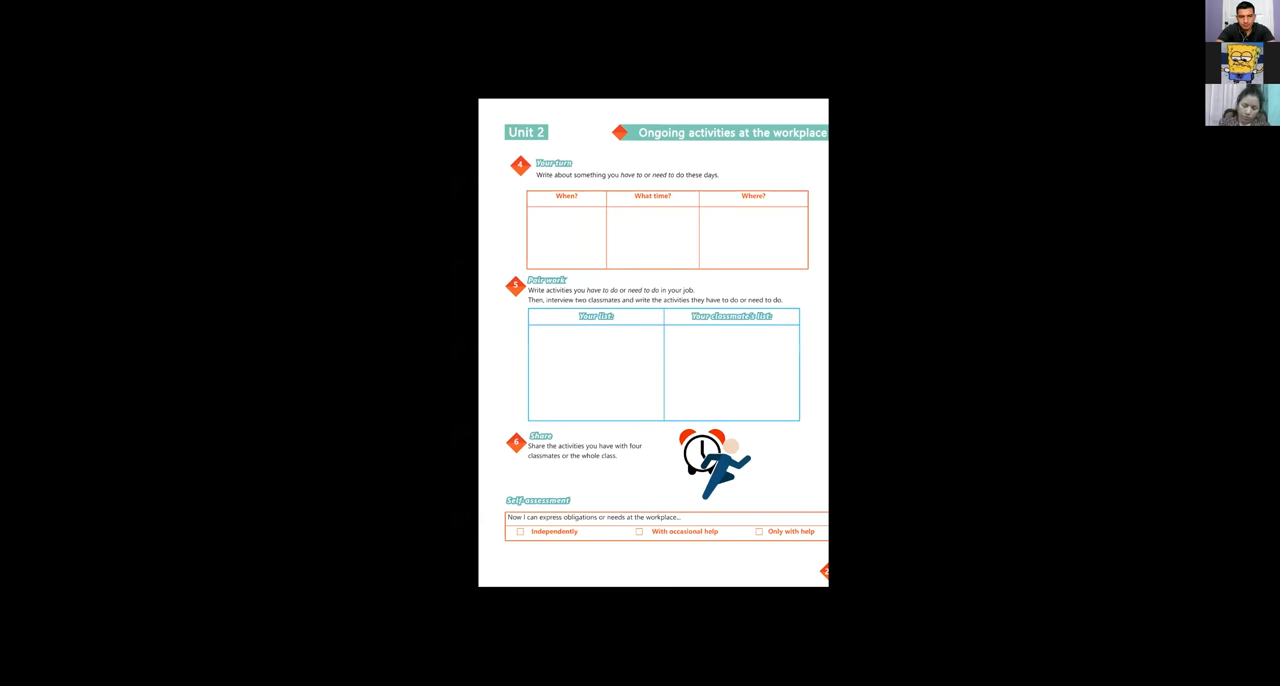 Unit 2
Ongoing activities at the workplace
4
Your turn
Write about something you have to or need to do these days.
When?
What time?
Where?
5
Pair work
Write activities you have to do or need to do in your job.
Then, interview two classmates and write the activities they have to do or need to do.
Your list:
Your classmate's list:
6
Share
Share the activities you have with four
classmates or the whole class.
Self-assessment
Now I can express obligations or needs at the workplace...
Independently
With occasional help
Only with help